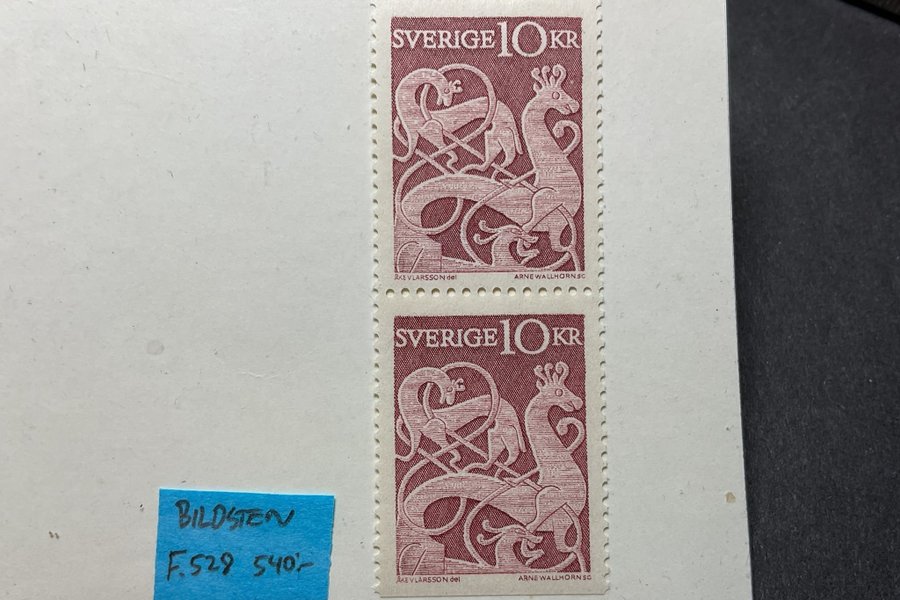 SVERIGE 10 KR
ÅKE V LARSSON del ARNE WALLHORN SC
SVERIGE 10 KR
ÅKE V LARSSON del ARNE WALLHORN SC
BILDSTEN
F.528 540:-